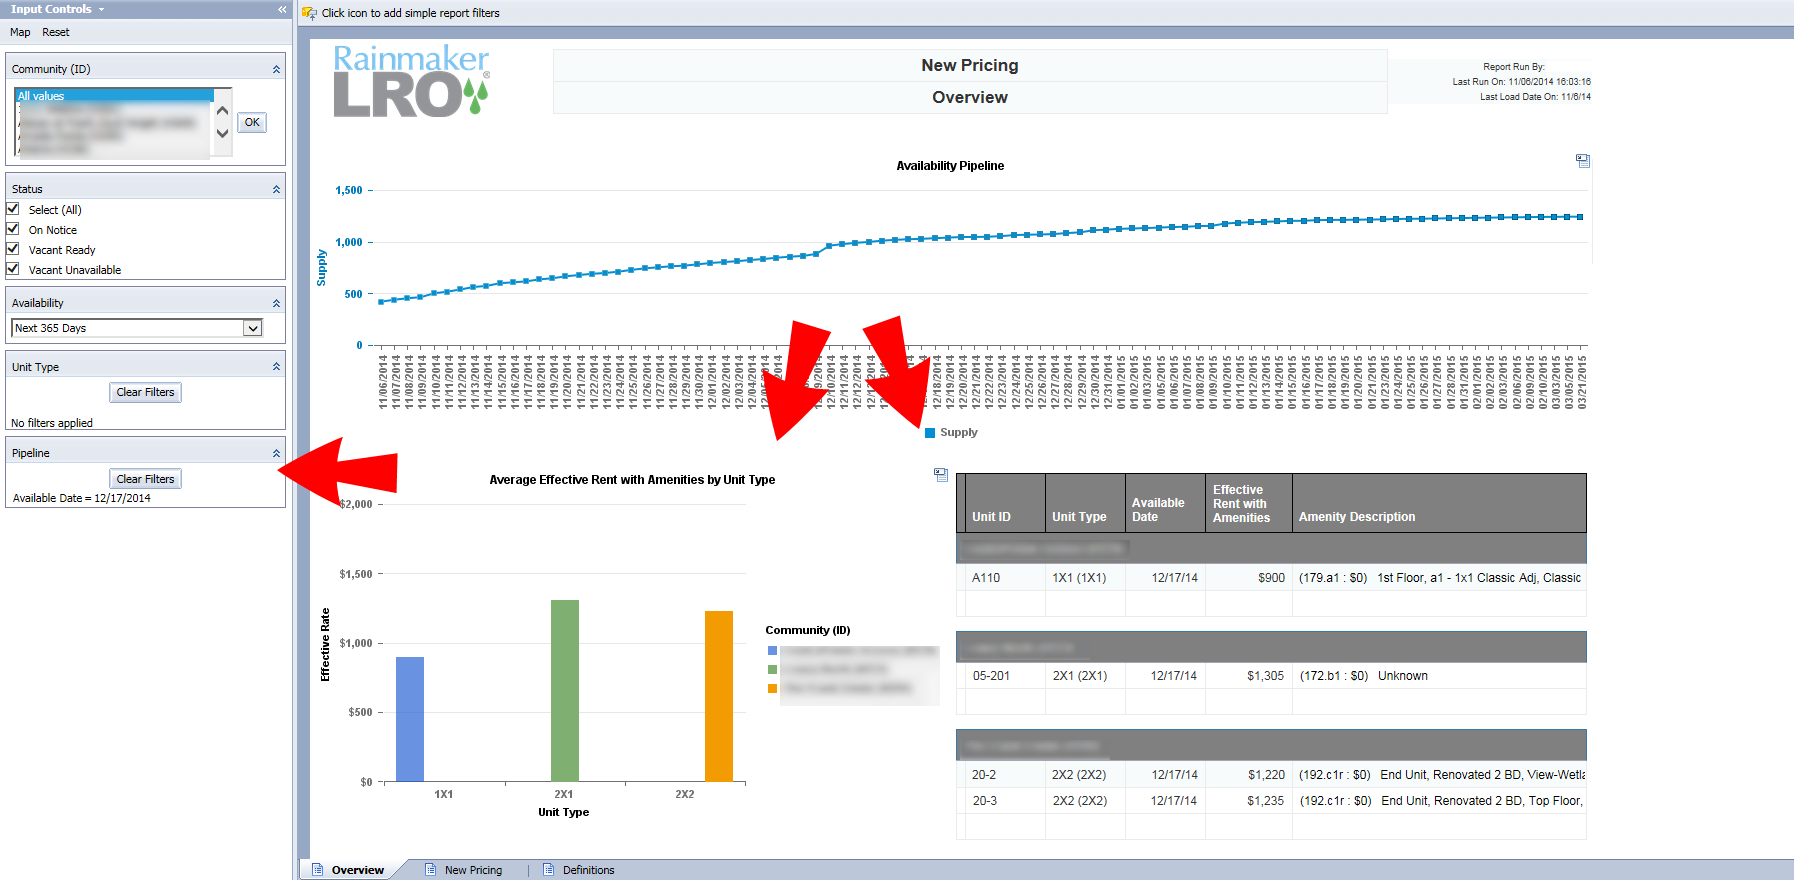 Input Controls
Map Reset
Community (ID)
All values
OK
Status
Select (All)
On Notice
Vacant Ready
Vacant Unavailable
Availability
Next 365 Days
Unit Type
Clear Filters
No filters applied
Pipeline
Clear Filters
Available Date = 12/17/2014
Click icon to add simple report filters
Rainmaker
LRO®
New Pricing
Overview
Report Run By:
Last Run On: 11/06/2014 16:03:16
Last Load Date On: 11/6/14
Availability Pipeline
Supply
1,500
1,000
500
0
11/06/2014
11/07/2014
11/08/2014
11/09/2014
11/10/2014
11/11/2014
11/12/2014
11/13/2014
11/14/2014
11/15/2014
11/16/2014
11/17/2014
11/18/2014
11/19/2014
11/20/2014
11/21/2014
11/22/2014
11/23/2014
11/24/2014
11/25/2014
11/26/2014
11/27/2014
11/28/2014
11/29/2014
11/30/2014
12/01/2014
12/02/2014
12/03/2014
12/04/2014
12/10/2014
12/11/2014
12/18/2014
12/19/2014
12/20/2014
12/21/2014
12/22/2014
12/23/2014
12/24/2014
12/25/2014
12/26/2014
12/27/2014
12/28/2014
12/29/2014
12/30/2014
12/31/2014
01/01/2015
01/02/2015
01/03/2015
01/05/2015
01/06/2015
01/07/2015
01/08/2015
01/09/2015
01/10/2015
01/11/2015
01/12/2015
01/13/2015
01/14/2015
01/15/2015
01/16/2015
01/17/2015
01/18/2015
01/19/2015
01/20/2015
01/23/2015
01/24/2015
01/25/2015
01/27/2015
01/28/2015
01/30/2015
01/31/2015
02/01/2015
02/02/2015
02/03/2015
02/06/2015
02/09/2015
02/10/2015
03/03/2015
03/05/2015
03/21/2015
Supply
Average Effective Rent with Amenities by Unit Type
Effective Rate
$2,000
$1,500
$1,000
$500
$0
1X1 2X1 2X2
Unit Type
Community (ID)
Unit ID Unit Type Available Date Effective Rent with Amenities Amenity Description
A110 1X1 (1X1) 12/17/14 $900 (179.a1 : $0) 1st Floor, a1 - 1x1 Classic Adj, Classic
05-201 2X1 (2X1) 12/17/14 $1,305 (172.b1 : $0) Unknown
20-2 2X2 (2X2) 12/17/14 $1,220 (192.c1r : $0) End Unit, Renovated 2 BD, View-Wetla
20-3 2X2 (2X2) 12/17/14 $1,235 (192.c1r : $0) End Unit, Renovated 2 BD, Top Floor,
Overview New Pricing Definitions